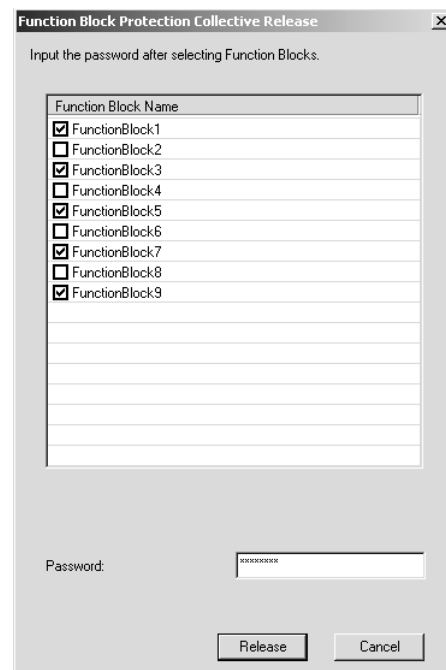 Function Block Protection Collective Release
Input the password after selecting Function Blocks.
Function Block Name
FunctionBlock1
FunctionBlock2
FunctionBlock3
FunctionBlock4
FunctionBlock5
FunctionBlock6
FunctionBlock7
FunctionBlock8
FunctionBlock9
Password: ********
Release Cancel